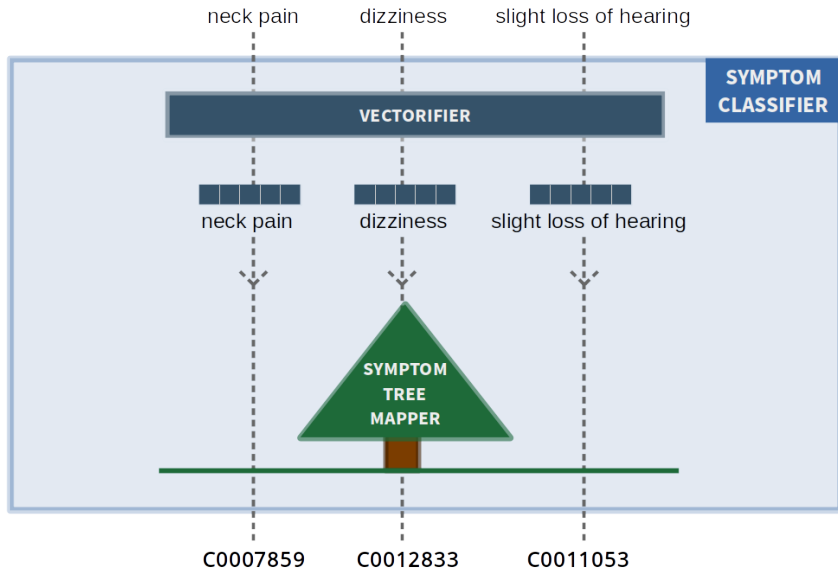 neck pain dizziness slight loss of hearing
SYMPTOM
CLASSIFIER
VECTORIFIER
neck pain dizziness slight loss of hearing
SYMPTOM
TREE
MAPPER
C0007859 C0012833 C0011053